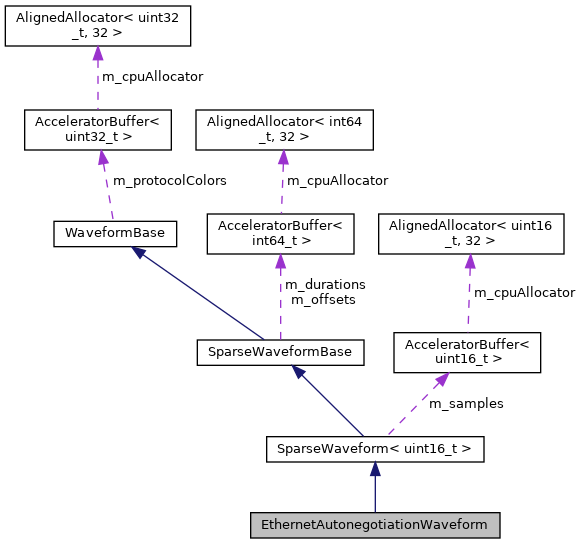 AlignedAllocator< uint32
_t, 32 >
m_cpuAllocator
AcceleratorBuffer<
uint32_t >
AlignedAllocator< int64
_t, 32 >
m_protocolColors
m_cpuAllocator
WaveformBase
AcceleratorBuffer<
int64_t >
AlignedAllocator< uint16
_t, 32 >
m_durations
m_offsets
m_cpuAllocator
SparseWaveformBase
AcceleratorBuffer<
uint16_t >
m_samples
SparseWaveform< uint16_t >
EthernetAutonegotiationWaveform